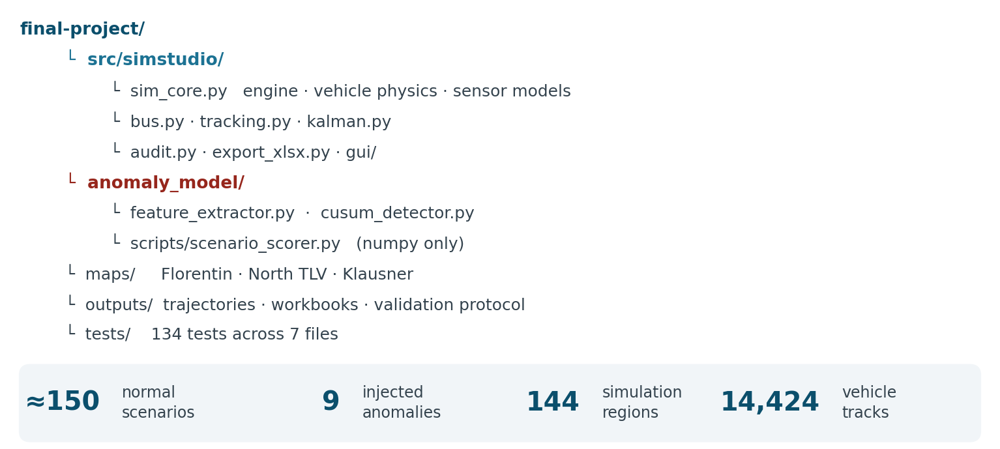 final-project/
└ src/simstudio/
└ sim_core.py engine · vehicle physics · sensor models
└ bus.py · tracking.py · kalman.py
└ audit.py · export_xlsx.py · gui/
└ anomaly_model/
└ feature_extractor.py · cusum_detector.py
└ scripts/scenario_scorer.py (numpy only)
└ maps/ Florentin · North TLV · Klausner
└ outputs/ trajectories · workbooks · validation protocol
└ tests/ 134 tests across 7 files
≈150 normal scenarios
9 injected anomalies
144 simulation regions
14,424 vehicle tracks